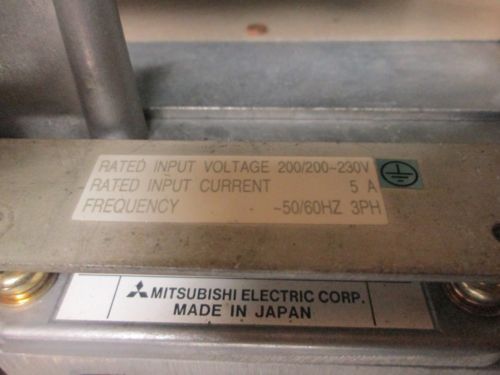 RATED INPUT VOLTAGE 200/200~230V
RATED INPUT CURRENT 5 A
FREQUENCY ~50/60HZ 3PH
MITSUBISHI ELECTRIC CORP.
MADE IN JAPAN